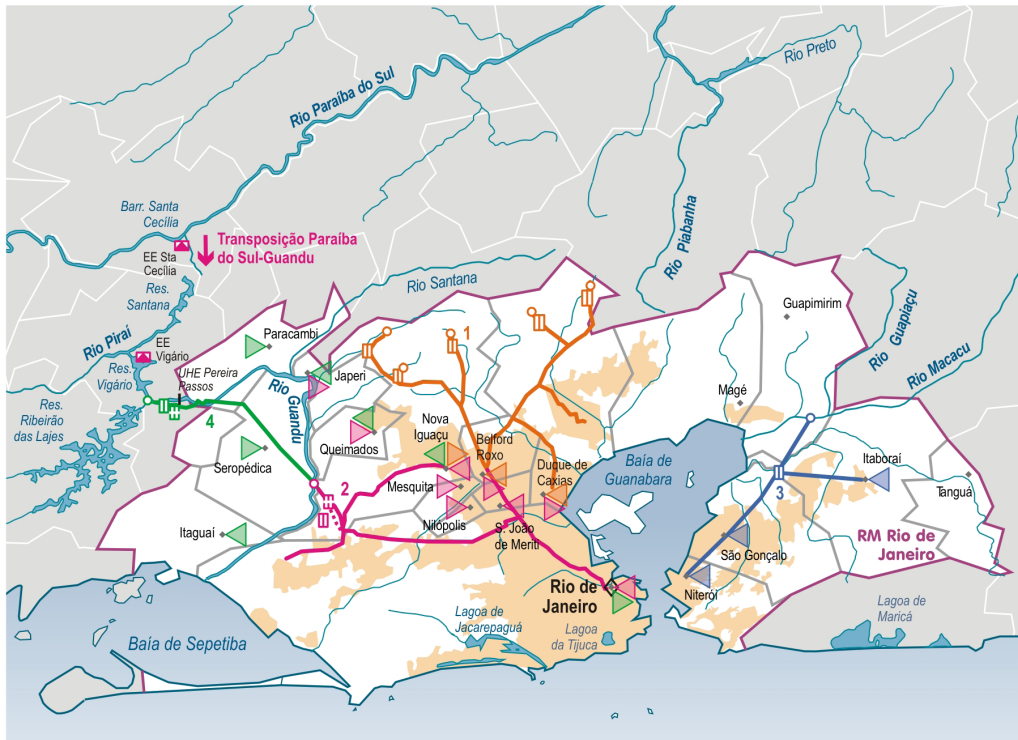 Rio Preto
Rio Paraíba do Sul
Barr. Santa
Cecília
EE Sta
Cecília
Transposição Paraíba
do Sul-Guandu
Rio Piabanha
Res.
Santana
Rio Santana
Guapimirim
Rio Guapiaçu
Rio Piraí
EE
Vigário
Paracambi
1
Rio Macacu
Res.
Vigário
UHE Pereira
Passos
Japeri
Rio Guandu
Magé
Res.
Ribeirão
das Lajes
4
EE
Nova
Iguaçu
Queimados
Belford
Roxo
Seropédica
Duque de
Caxias
Baia de
Guanabara
Itaboraí
Mesquita
2
EE
3
Tanguá
Itaguaí
Nilópolis
S. João
de Meriti
São Gonçalo
RM Rio de
Janeiro
Rio de
Janeiro
Niterói
Lagoa de
Jacarepaguá
Lagoa
da Tijuca
Lagoa de
Maricá
Baía de Sepetiba